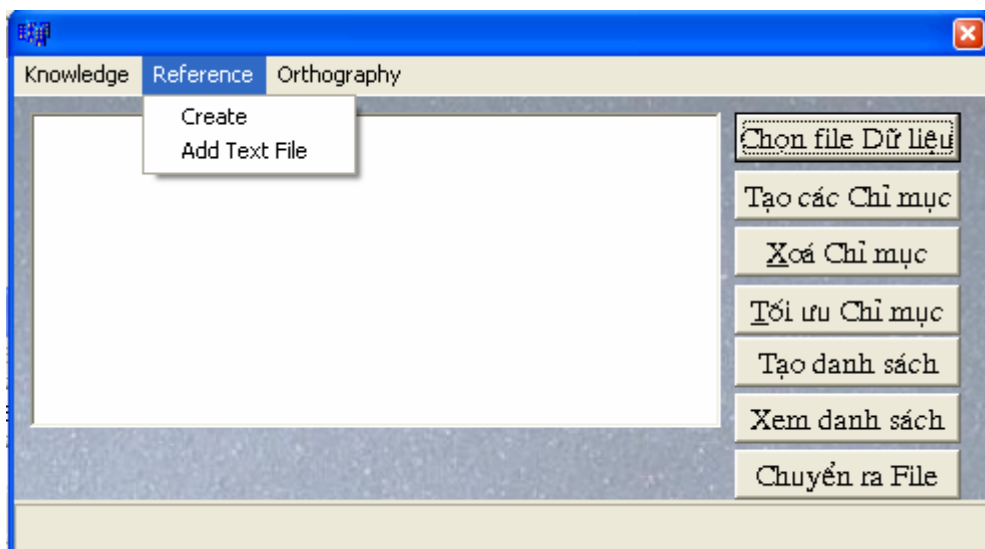 Knowledge Reference Orthography
Create
Add Text File
Chọn file Dữ liệu
Tạo các Chỉ mục
Xoá Chỉ mục
Tối ưu Chỉ mục
Tạo danh sách
Xem danh sách
Chuyển ra File